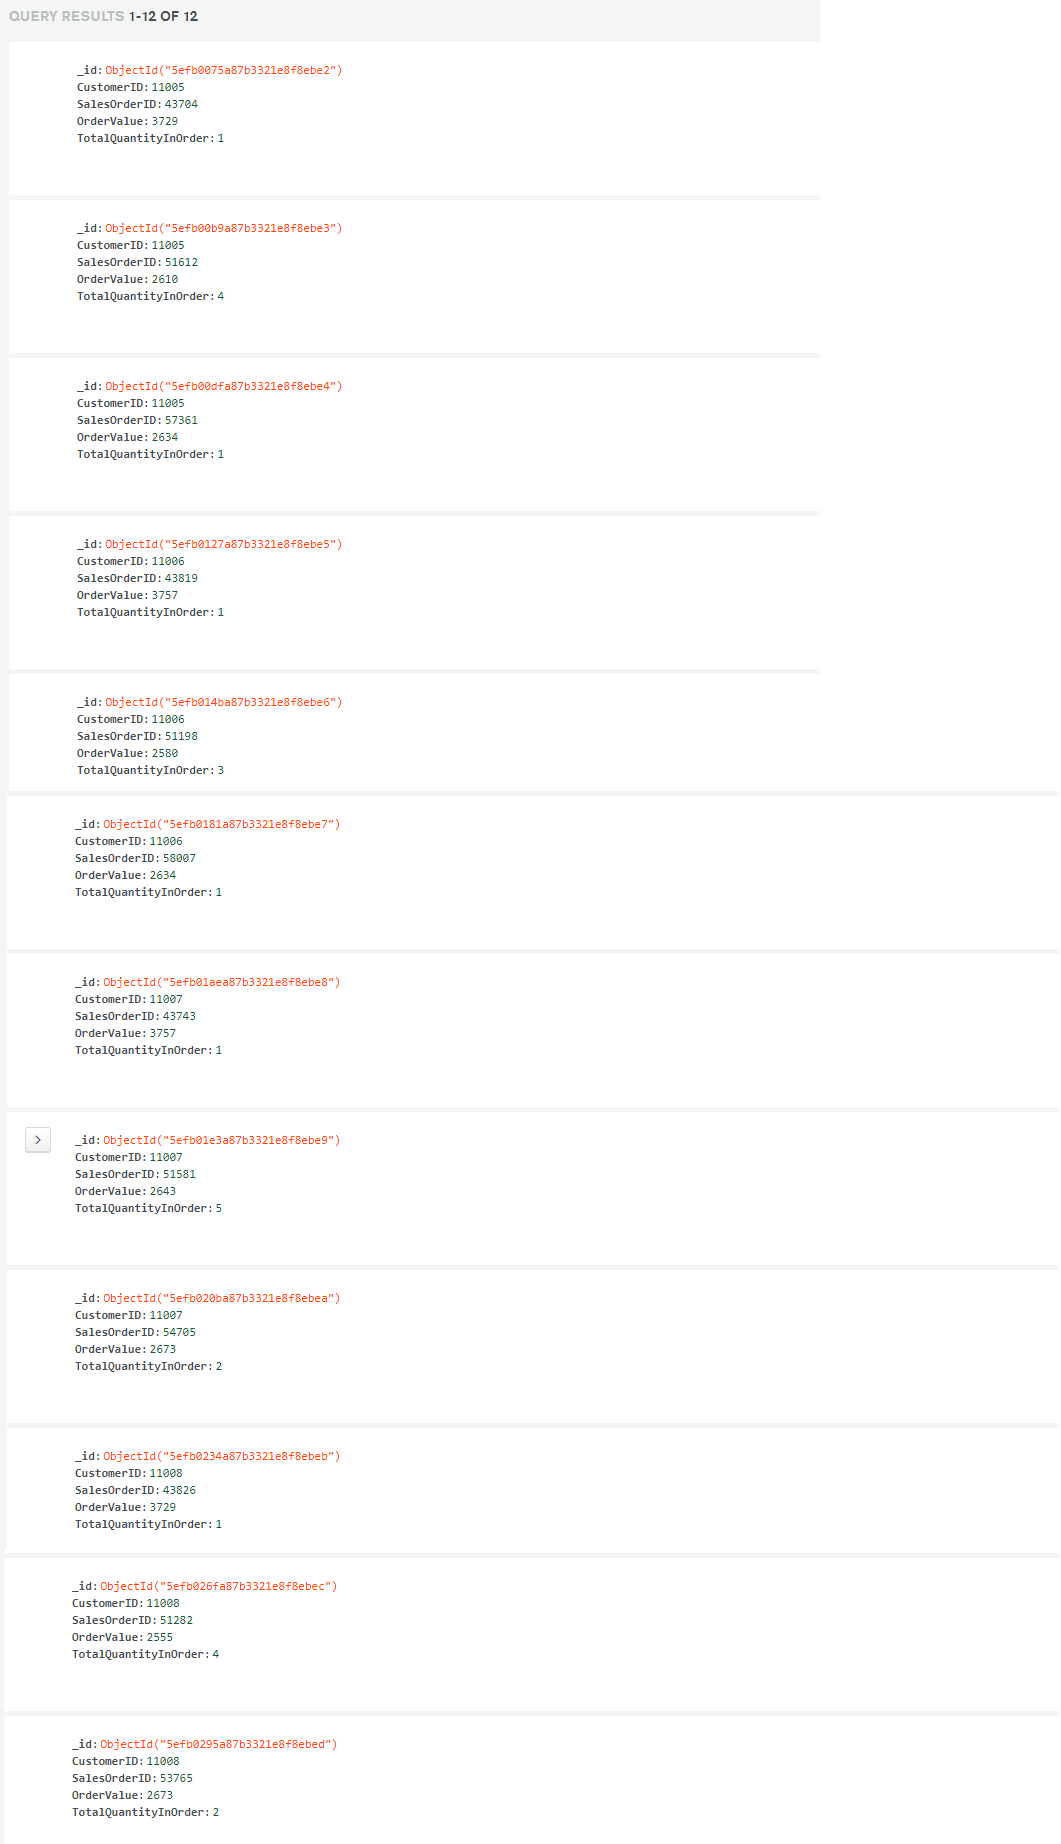 QUERY RESULTS 1-12 OF 12
_id: ObjectId("5efb0075a87b3321e8f8ebe2")
CustomerID: 11005
SalesOrderID: 43704
OrderValue: 3729
TotalQuantityInOrder: 1
_id: ObjectId("5efb00b9a87b3321e8f8ebe3")
CustomerID: 11005
SalesOrderID: 51612
OrderValue: 2610
TotalQuantityInOrder: 4
_id: ObjectId("5efb00dfa87b3321e8f8ebe4")
CustomerID: 11005
SalesOrderID: 57361
OrderValue: 2634
TotalQuantityInOrder: 1
_id: ObjectId("5efb0127a87b3321e8f8ebe5")
CustomerID: 11006
SalesOrderID: 43819
OrderValue: 3757
TotalQuantityInOrder: 1
_id: ObjectId("5efb014ba87b3321e8f8ebe6")
CustomerID: 11006
SalesOrderID: 51198
OrderValue: 2580
TotalQuantityInOrder: 3
_id: ObjectId("5efb0181a87b3321e8f8ebe7")
CustomerID: 11006
SalesOrderID: 58007
OrderValue: 2634
TotalQuantityInOrder: 1
_id: ObjectId("5efb01aea87b3321e8f8ebe8")
CustomerID: 11007
SalesOrderID: 43743
OrderValue: 3757
TotalQuantityInOrder: 1
_id: ObjectId("5efb01e3a87b3321e8f8ebe9")
CustomerID: 11007
SalesOrderID: 51581
OrderValue: 2643
TotalQuantityInOrder: 5
_id: ObjectId("5efb020ba87b3321e8f8ebea")
CustomerID: 11007
SalesOrderID: 54705
OrderValue: 2673
TotalQuantityInOrder: 2
_id: ObjectId("5efb0234a87b3321e8f8ebeb")
CustomerID: 11008
SalesOrderID: 43826
OrderValue: 3729
TotalQuantityInOrder: 1
_id: ObjectId("5efb026fa87b3321e8f8ebec")
CustomerID: 11008
SalesOrderID: 51282
OrderValue: 2555
TotalQuantityInOrder: 4
_id: ObjectId("5efb0295a87b3321e8f8ebed")
CustomerID: 11008
SalesOrderID: 53765
OrderValue: 2673
TotalQuantityInOrder: 2